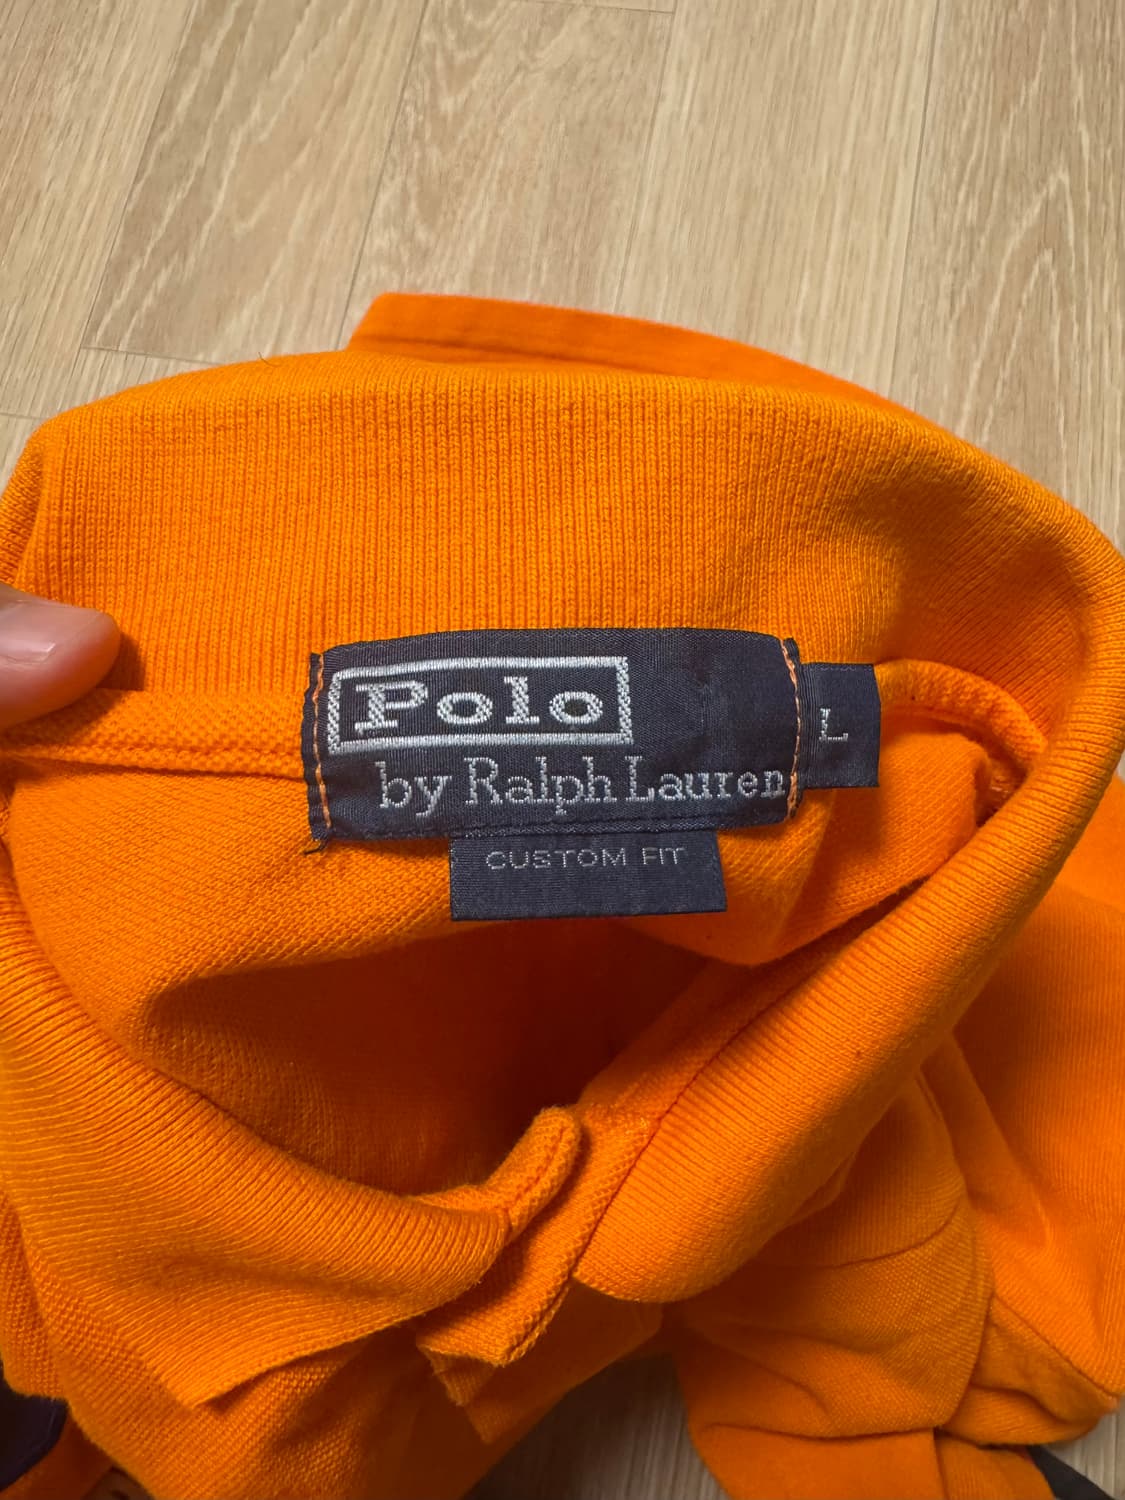 Polo
by Ralph Lauren
L
CUSTOM FIT